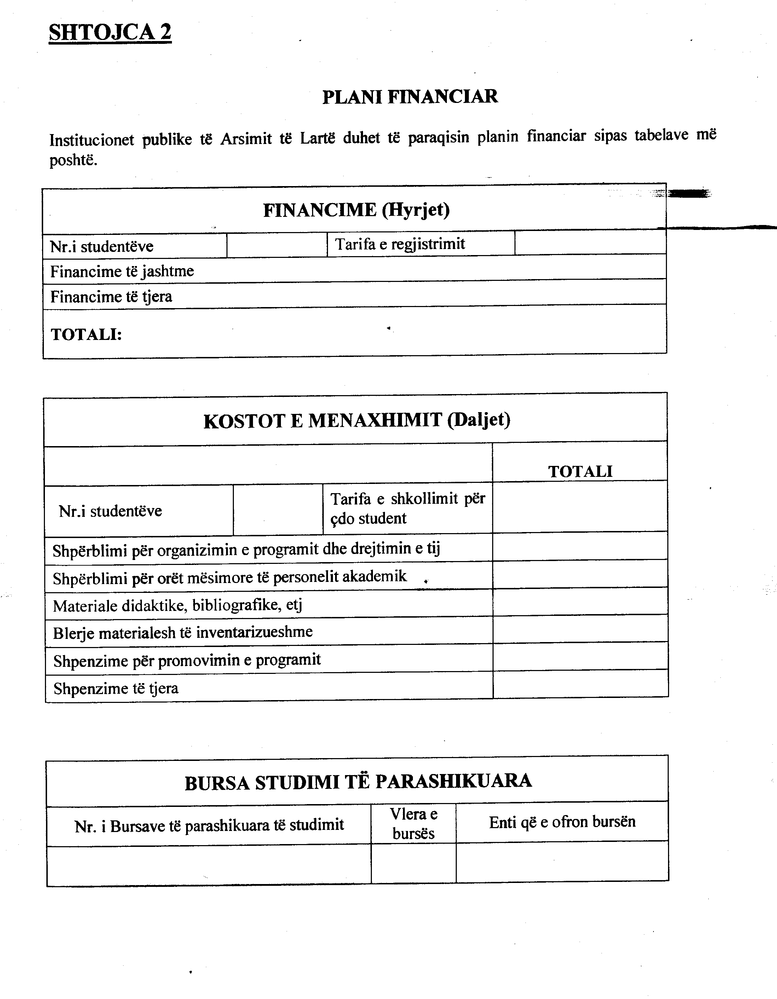 SHTOJCA 2
PLANI FINANCIAR
Institucionet publike të Arsimit të Lartë duhet të paraqisin planin financiar sipas tabelave më
poshtë.
FINANCIME (Hyrjet)
Nr.i studentëve
Tarifa e regjistrimit
Financime të jashtme
Financime të tjera
TOTALI:
KOSTOT E MENAXHIMIT (Daljet)
TOTALI
Nr.i studentëve
Tarifa e shkollimit për
çdo student
Shpërblimi për organizimin e programit dhe drejtimin e tij
Shpërblimi për orët mësimore të personelit akademik
Materiale didaktike, bibliografike, etj
Blerje materialesh të inventarizueshme
Shpenzime për promovimin e programit
Shpenzime të tjera
BURSA STUDIMI TË PARASHIKUARA
Nr. i Bursave të parashikuara të studimit
Vlera e
bursës
Enti që e ofron bursën